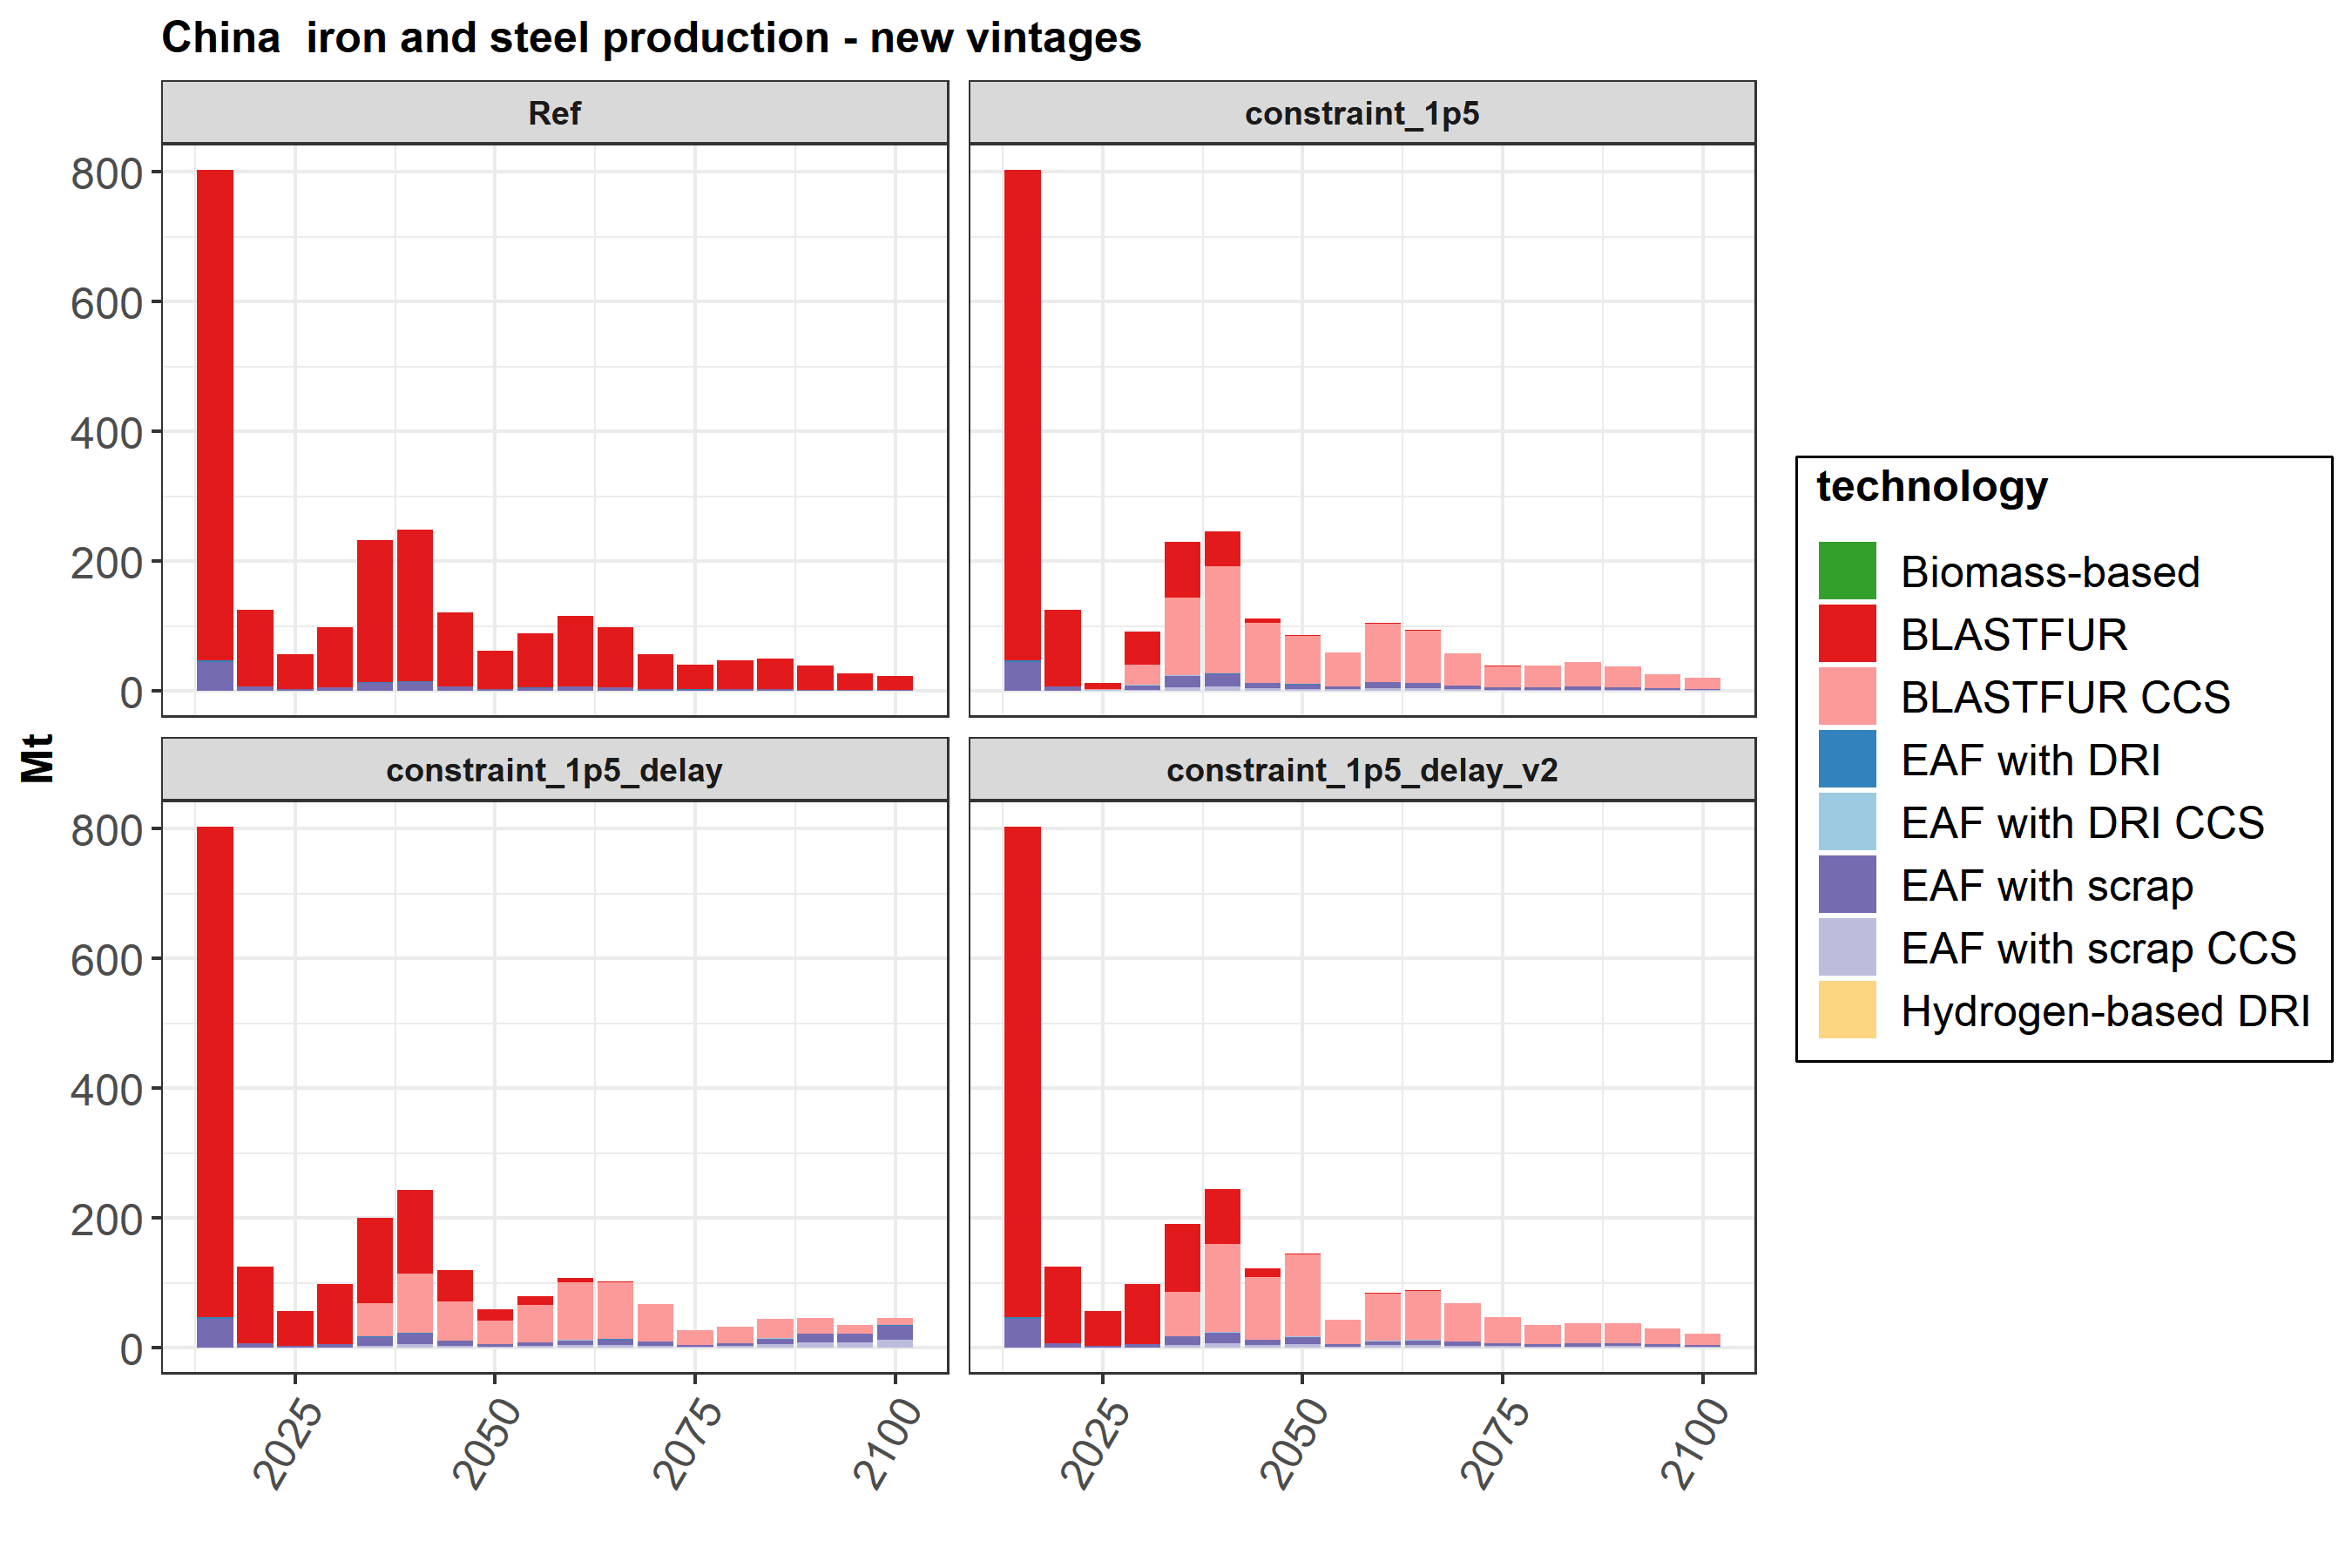 China  iron and steel production - new vintages
Ref
constraint_1p5
800
600
400
200
0
constraint_1p5_delay
constraint_1p5_delay_v2
800
600
400
200
0
Mt
2025
2050
2075
2100
2025
2050
2075
2100
technology
Biomass-based
BLASTFUR
BLASTFUR CCS
EAF with DRI
EAF with DRI CCS
EAF with scrap
EAF with scrap CCS
Hydrogen-based DRI